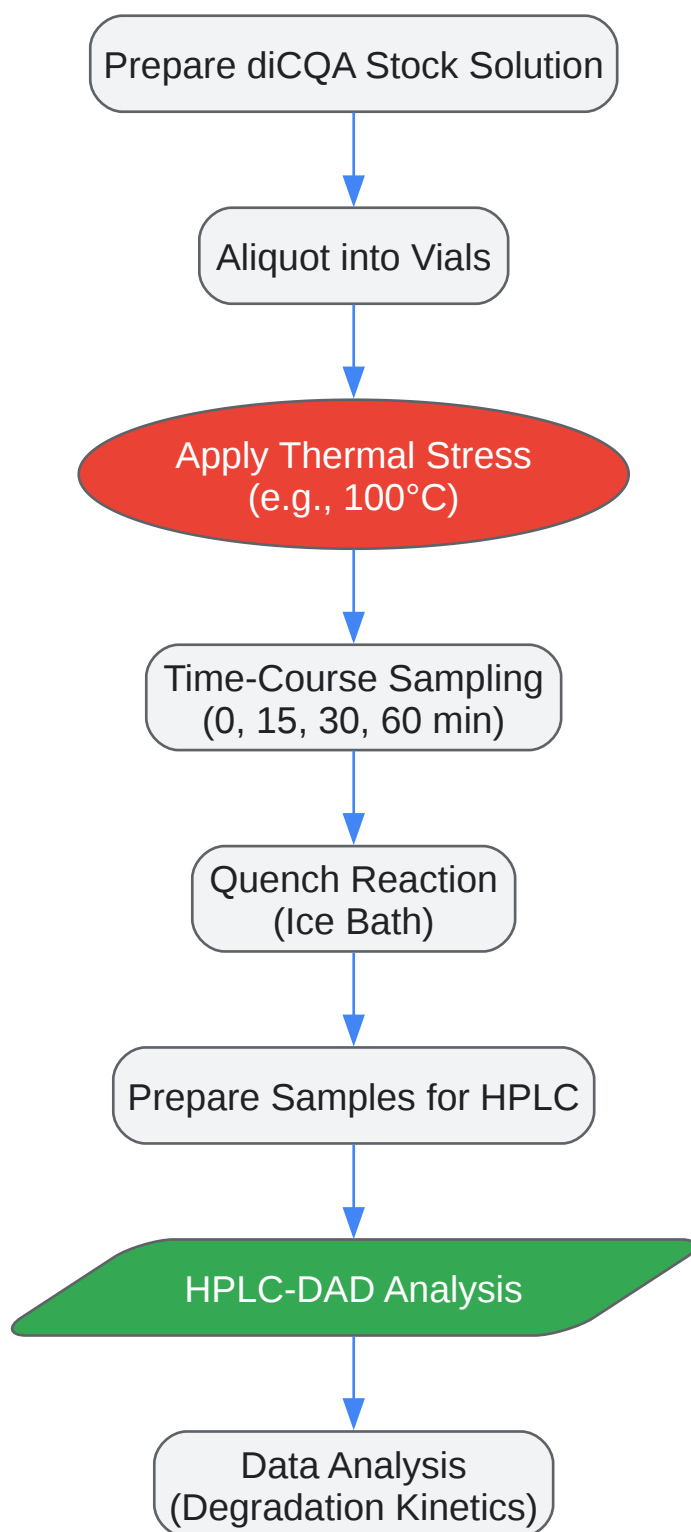 Prepare diCQA Stock Solution
Aliquot into Vials
Apply Thermal Stress
(e.g., 100°C)
Time-Course Sampling
(0, 15, 30, 60 min)
Quench Reaction
(Ice Bath)
Prepare Samples for HPLC
HPLC-DAD Analysis
Data Analysis
(Degradation Kinetics)